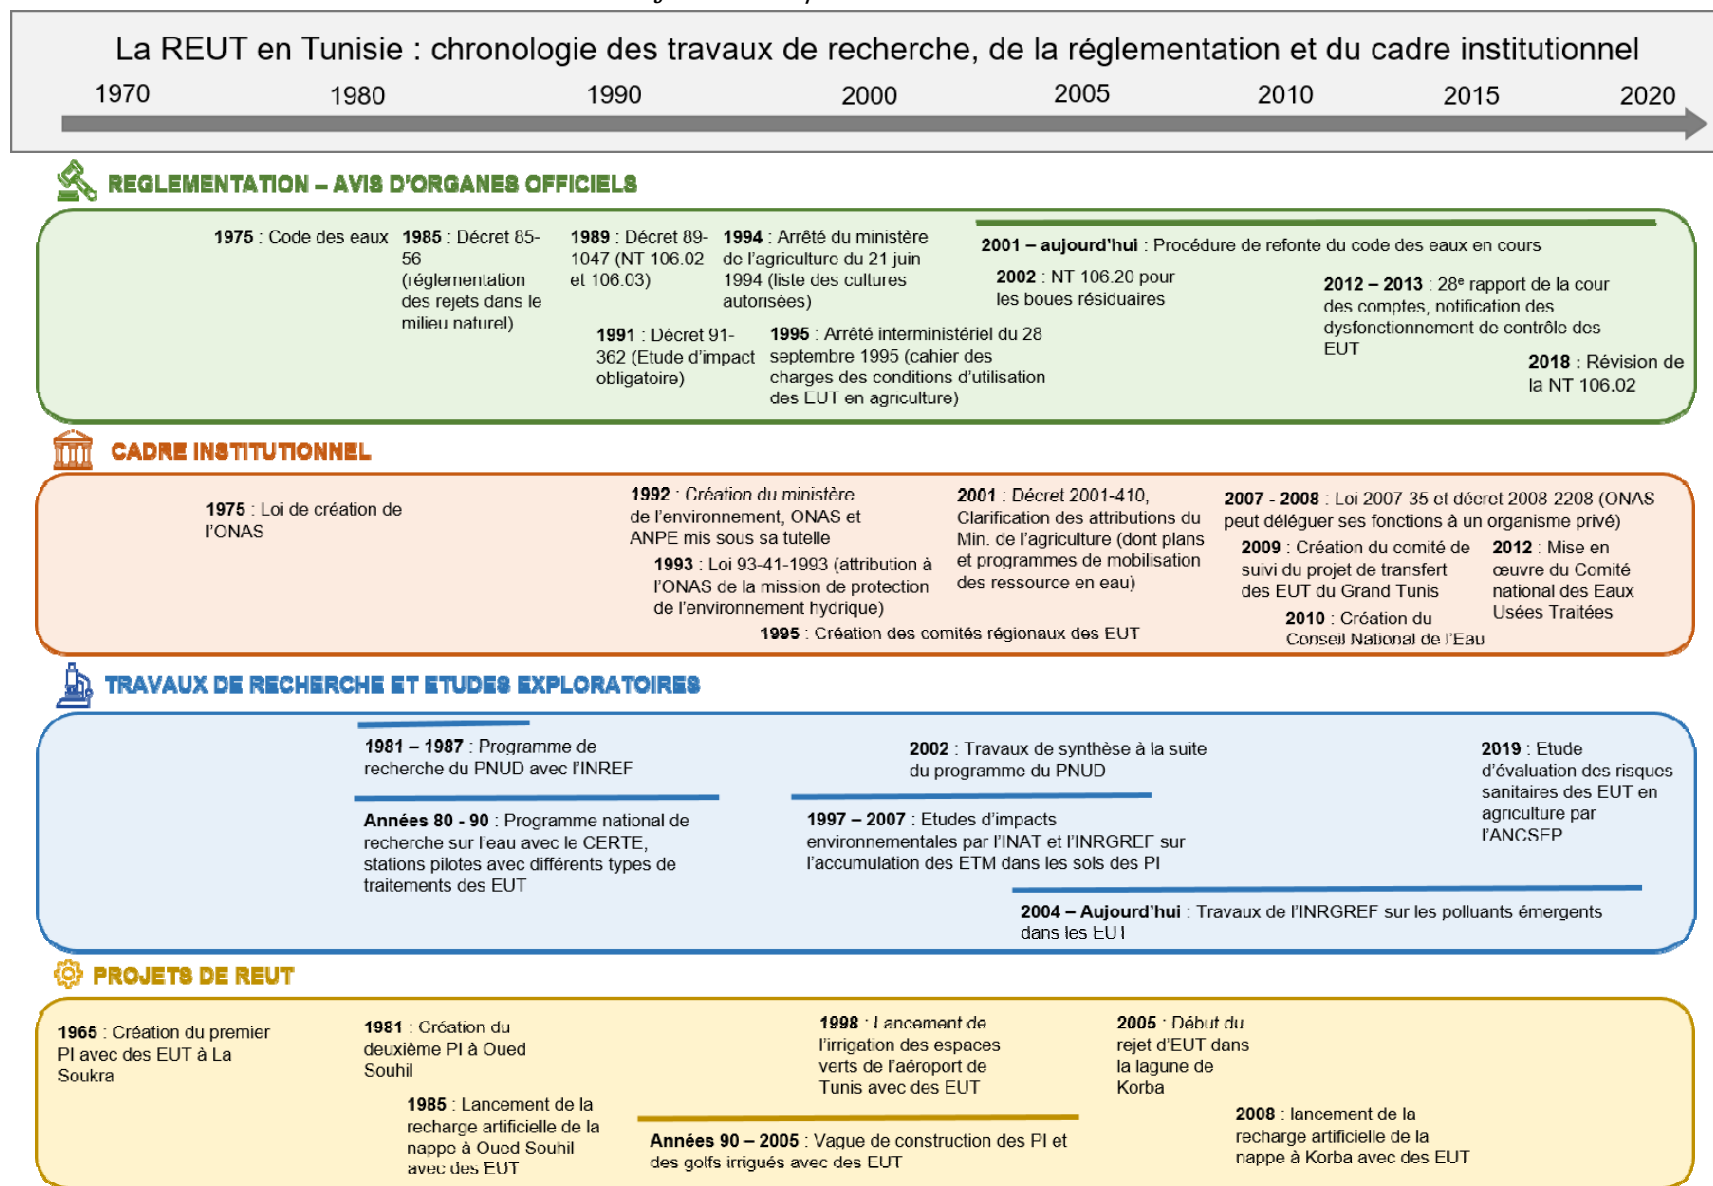 La REUT en Tunisie : chronologie des travaux de recherche, de la réglementation et du cadre institutionnel
1970 1980 1990 2000 2005 2010 2015 2020
REGLEMENTATION – AVIS D'ORGANES OFFICIELS
1975 : Code des eaux
1985 : Décret 85-
56
(réglementation
des rejets dans le
milieu naturel)
1989 : Décret 89-
1047 (NT 106.02
et 106.03)
1991 : Décret 91-
362 (Etude d'impact
obligatoire)
1994 : Arrêté du ministère
de l'agriculture du 21 juin
1994 (liste des cultures
autorisées)
1995 : Arrêté interministériel du 28
septembre 1995 (cahier des
charges des conditions d'utilisation
des EUT en agriculture)
2001 – aujourd'hui : Procédure de refonte du code des eaux en cours
2002 : NT 106.20 pour
les boues résiduaires
2012 – 2013 : 28e rapport de la cour
des comptes, notification des
dysfonctionnement de contrôle des
EUT
2018 : Révision de
la NT 106.02
CADRE INSTITUTIONNEL
1975 : Loi de création de
l'ONAS
1992 : Création du ministère
de l'environnement, ONAS et
ANPE mis sous sa tutelle
1993 : Loi 93-41-1993 (attribution à
l'ONAS de la mission de protection
de l'environnement hydrique)
1995 : Création des comités régionaux des EUT
2001 : Décret 2001-410,
Clarification des attributions du
Min. de l'agriculture (dont plans
et programmes de mobilisation
des ressource en eau)
2007 - 2008 : Loi 2007-35 et décret 2008-2208 (ONAS
peut déléguer ses fonctions à un organisme privé)
2009 : Création du comité de
suivi du projet de transfert
des EUT du Grand Tunis
2010 : Création du
Conseil National de l'Eau
2012 : Mise en
œuvre du Comité
national des Eaux
Usées Traitées
TRAVAUX DE RECHERCHE ET ETUDES EXPLORATOIRES
1981 – 1987 : Programme de
recherche du PNUD avec l'INREF
Années 80 - 90 : Programme national de
recherche sur l'eau avec le CERTE,
stations pilotes avec différents types de
traitements des EUT
2002 : Travaux de synthèse à la suite
du programme du PNUD
1997 – 2007 : Etudes d'impacts
environnementales par l'INAT et l'INRGREF sur
l'accumulation des ETM dans les sols des PI
2004 – Aujourd'hui : Travaux de l'INRGREF sur les polluants émergents
dans les EUT
2019 : Etude
d'évaluation des risques
sanitaires des EUT en
agriculture par
l'ANCSEP
PROJETS DE REUT
1965 : Création du premier
PI avec des EUT à La
Soukra
1981 : Création du
deuxième PI à Oued
Souhil
1985 : Lancement de la
recharge artificielle de la
nappe à Oued Souhil
avec des EUT
1998 : Lancement de
l'irrigation des espaces
verts de l'aéroport de
Tunis avec des EUT
Années 90 – 2005 : Vague de construction des PI et
des golfs irrigués avec des EUT
2005 : Début du
rejet d'EUT dans
la lagune de
Korba
2008 : lancement de la
recharge artificielle de la
nappe à Korba avec des EUT